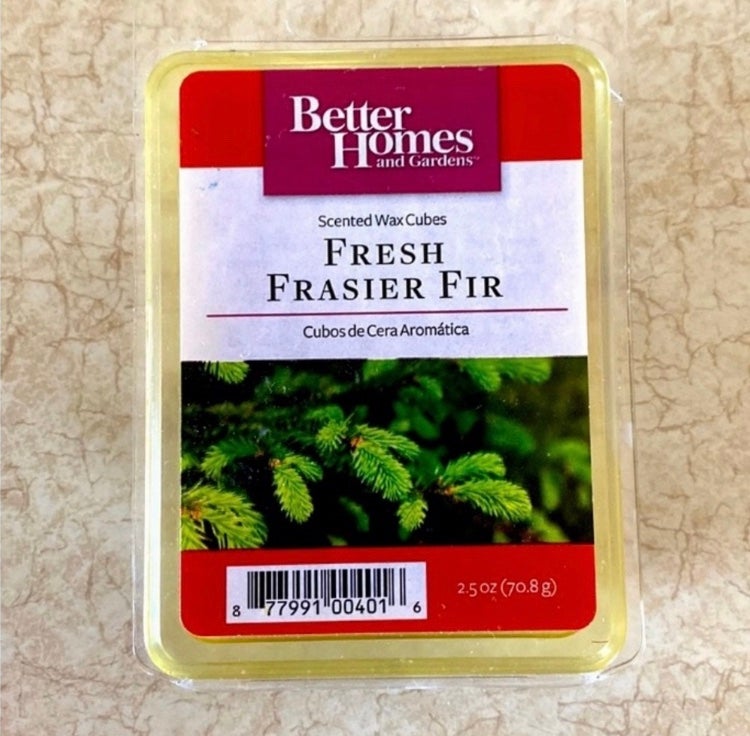 Better
Homes
and Gardens™
Scented Wax Cubes
FRESH
FRASIER FIR
Cubos de Cera Aromática
8 77991 00401 6
2.5 oz (70.8 g)